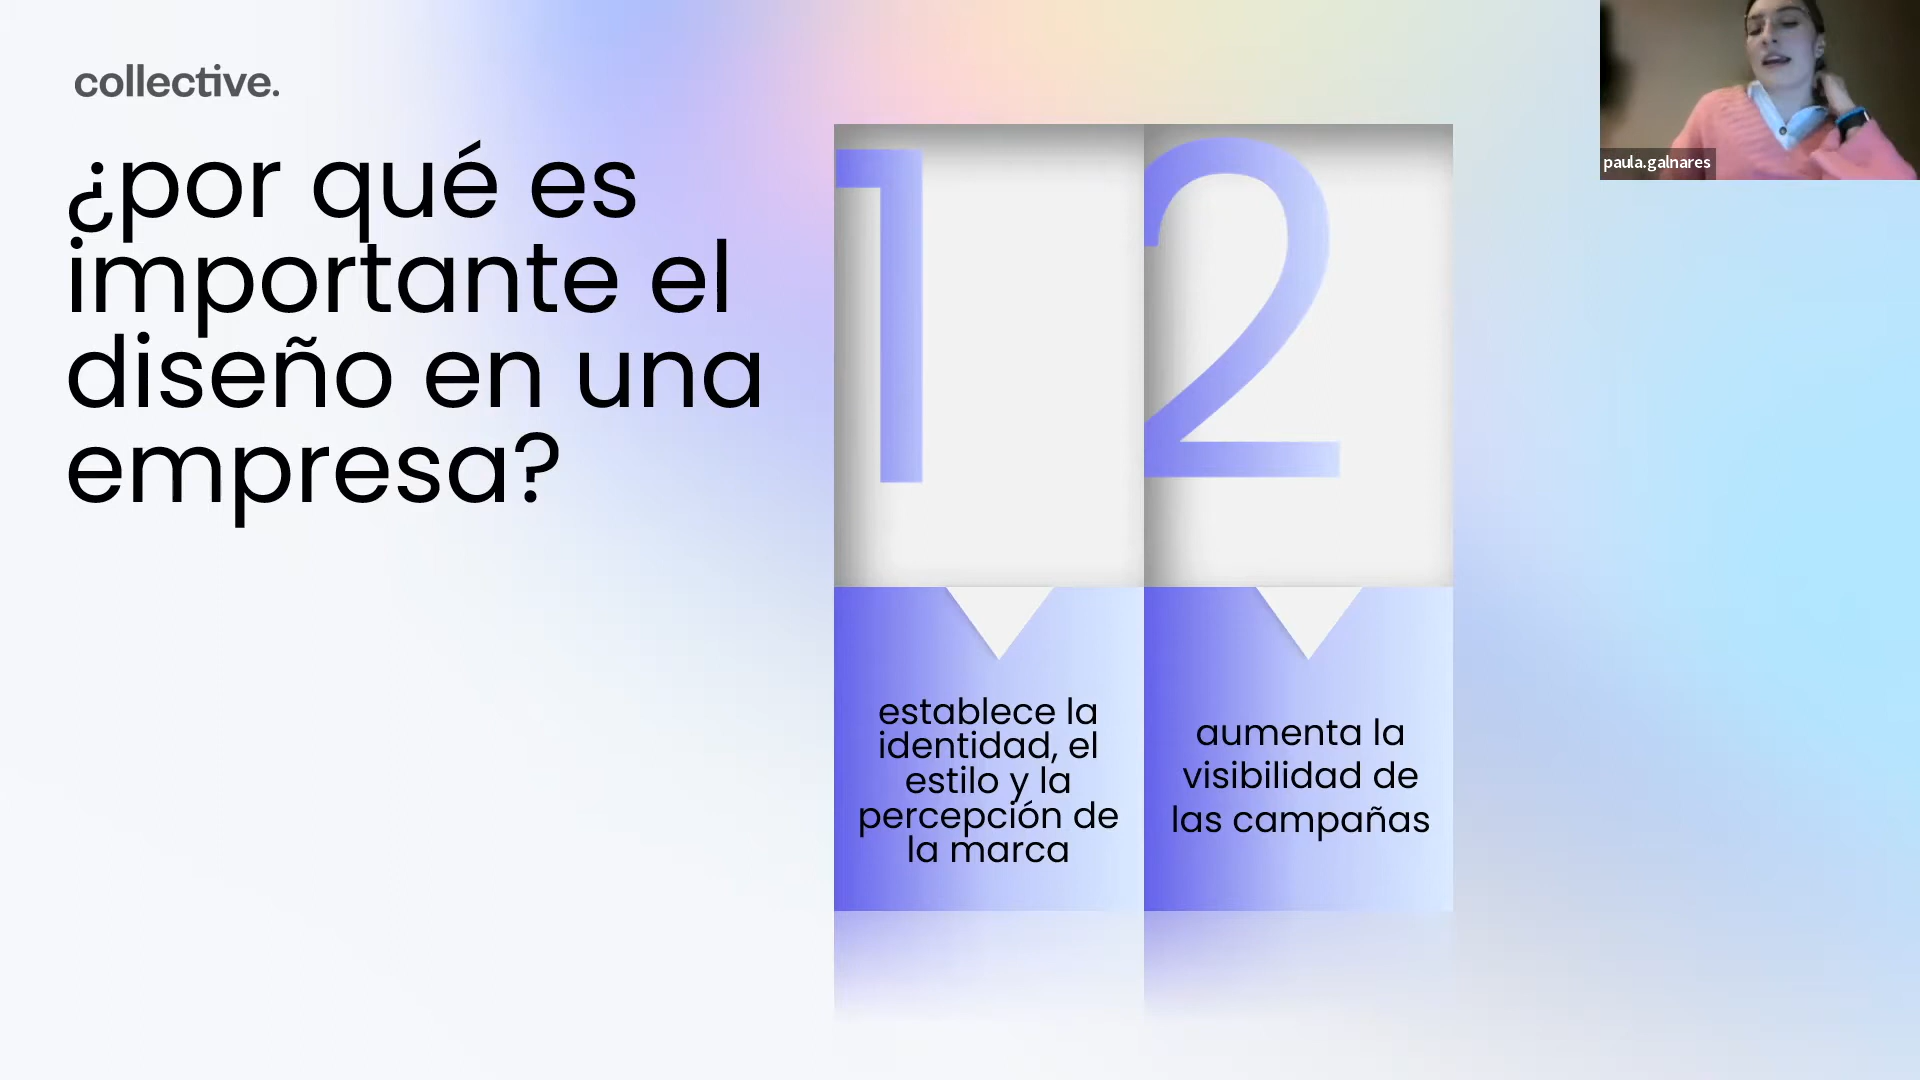 collective.
¿por qué es
importante el
diseño en una
empresa?
1
establece la
identidad, el
estilo y la
percepción de
la marca
2
aumenta la
visibilidad de
las campañas
paula.galnares